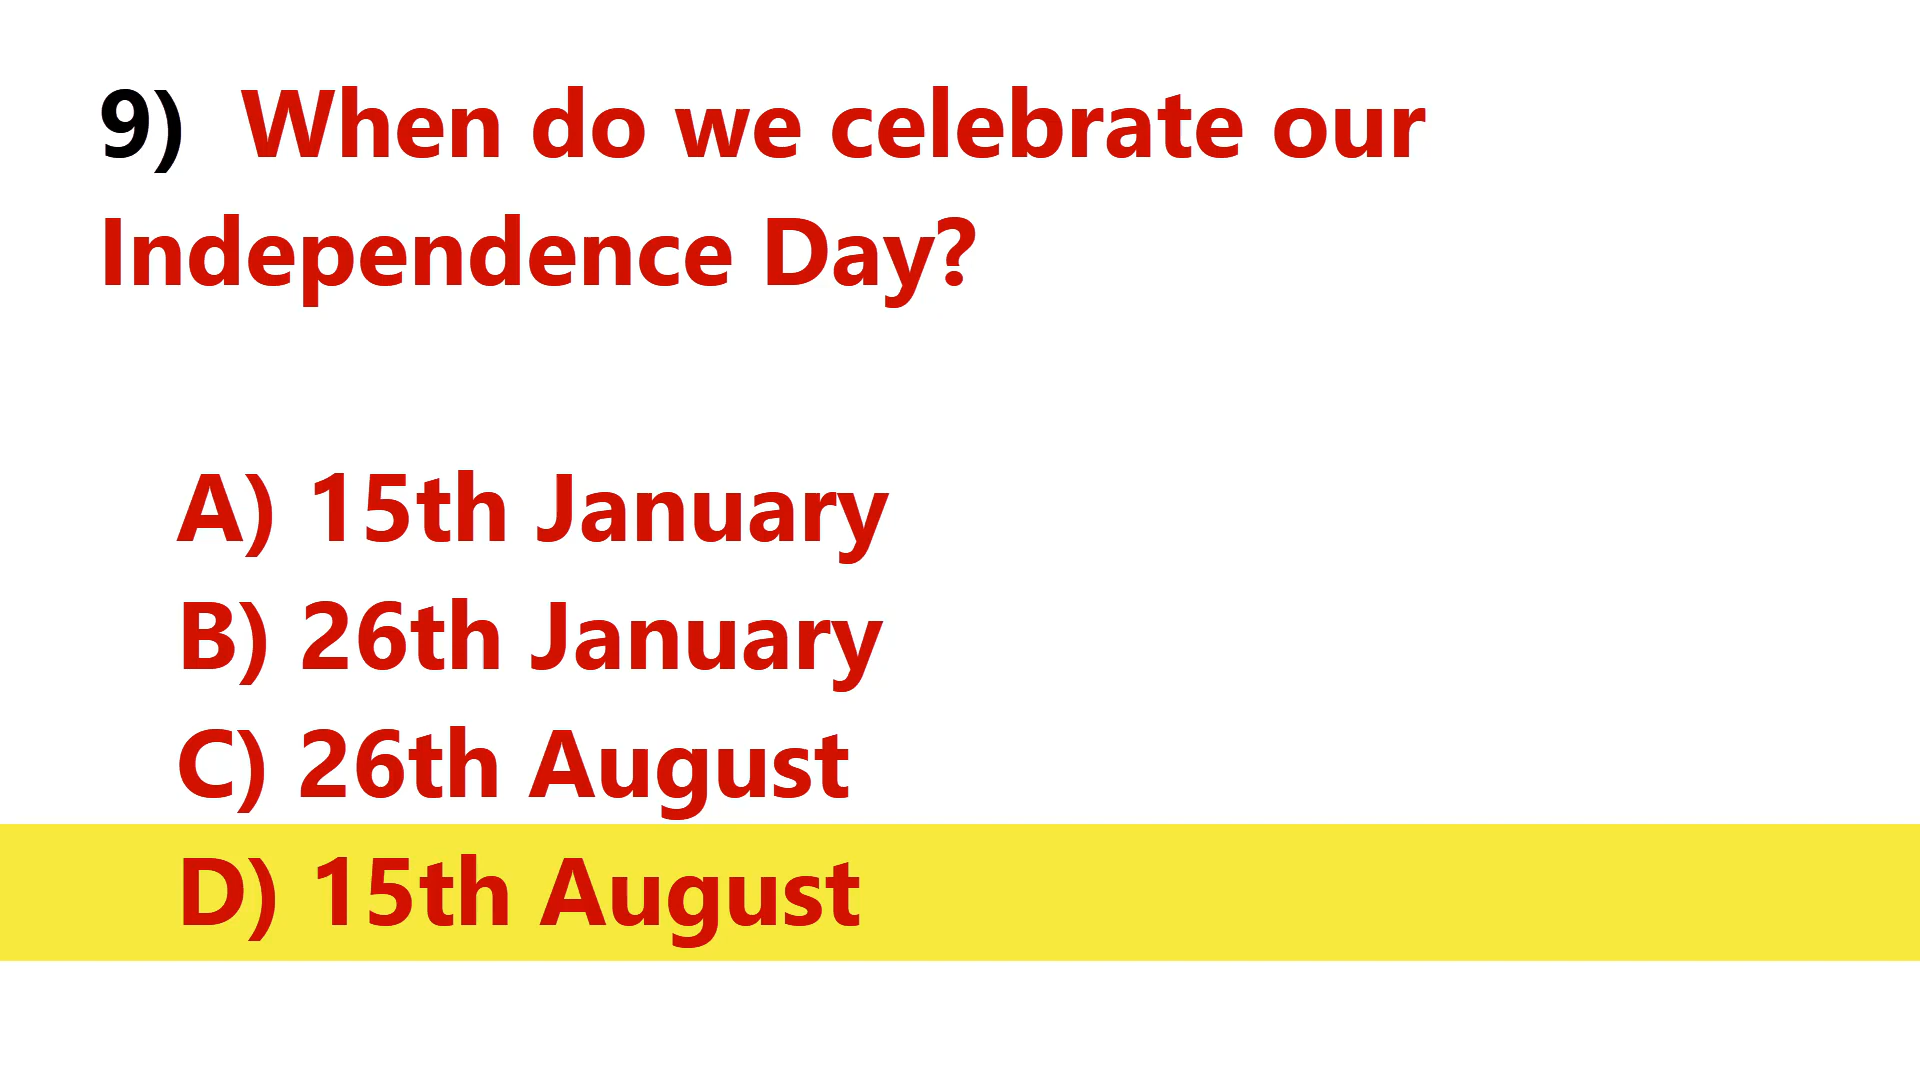 9) When do we celebrate our
Independence Day?
A) 15th January
B) 26th January
C) 26th August
D) 15th August